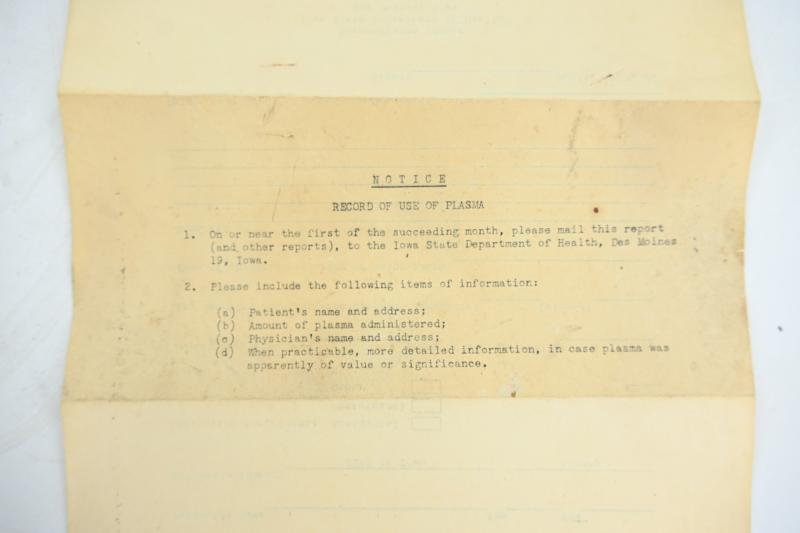 N O T I C E
RECORD OF USE OF PLASMA
1. On or near the first of the succeeding month, please mail this report
(and other reports), to the Iowa State Department of Health, Des Moines
19, Iowa.
2. Please include the following items of information:
(a) Patient's name and address;
(b) Amount of plasma administered;
(c) Physician's name and address;
(d) When practicable, more detailed information, in case plasma was
apparently of value or significance.